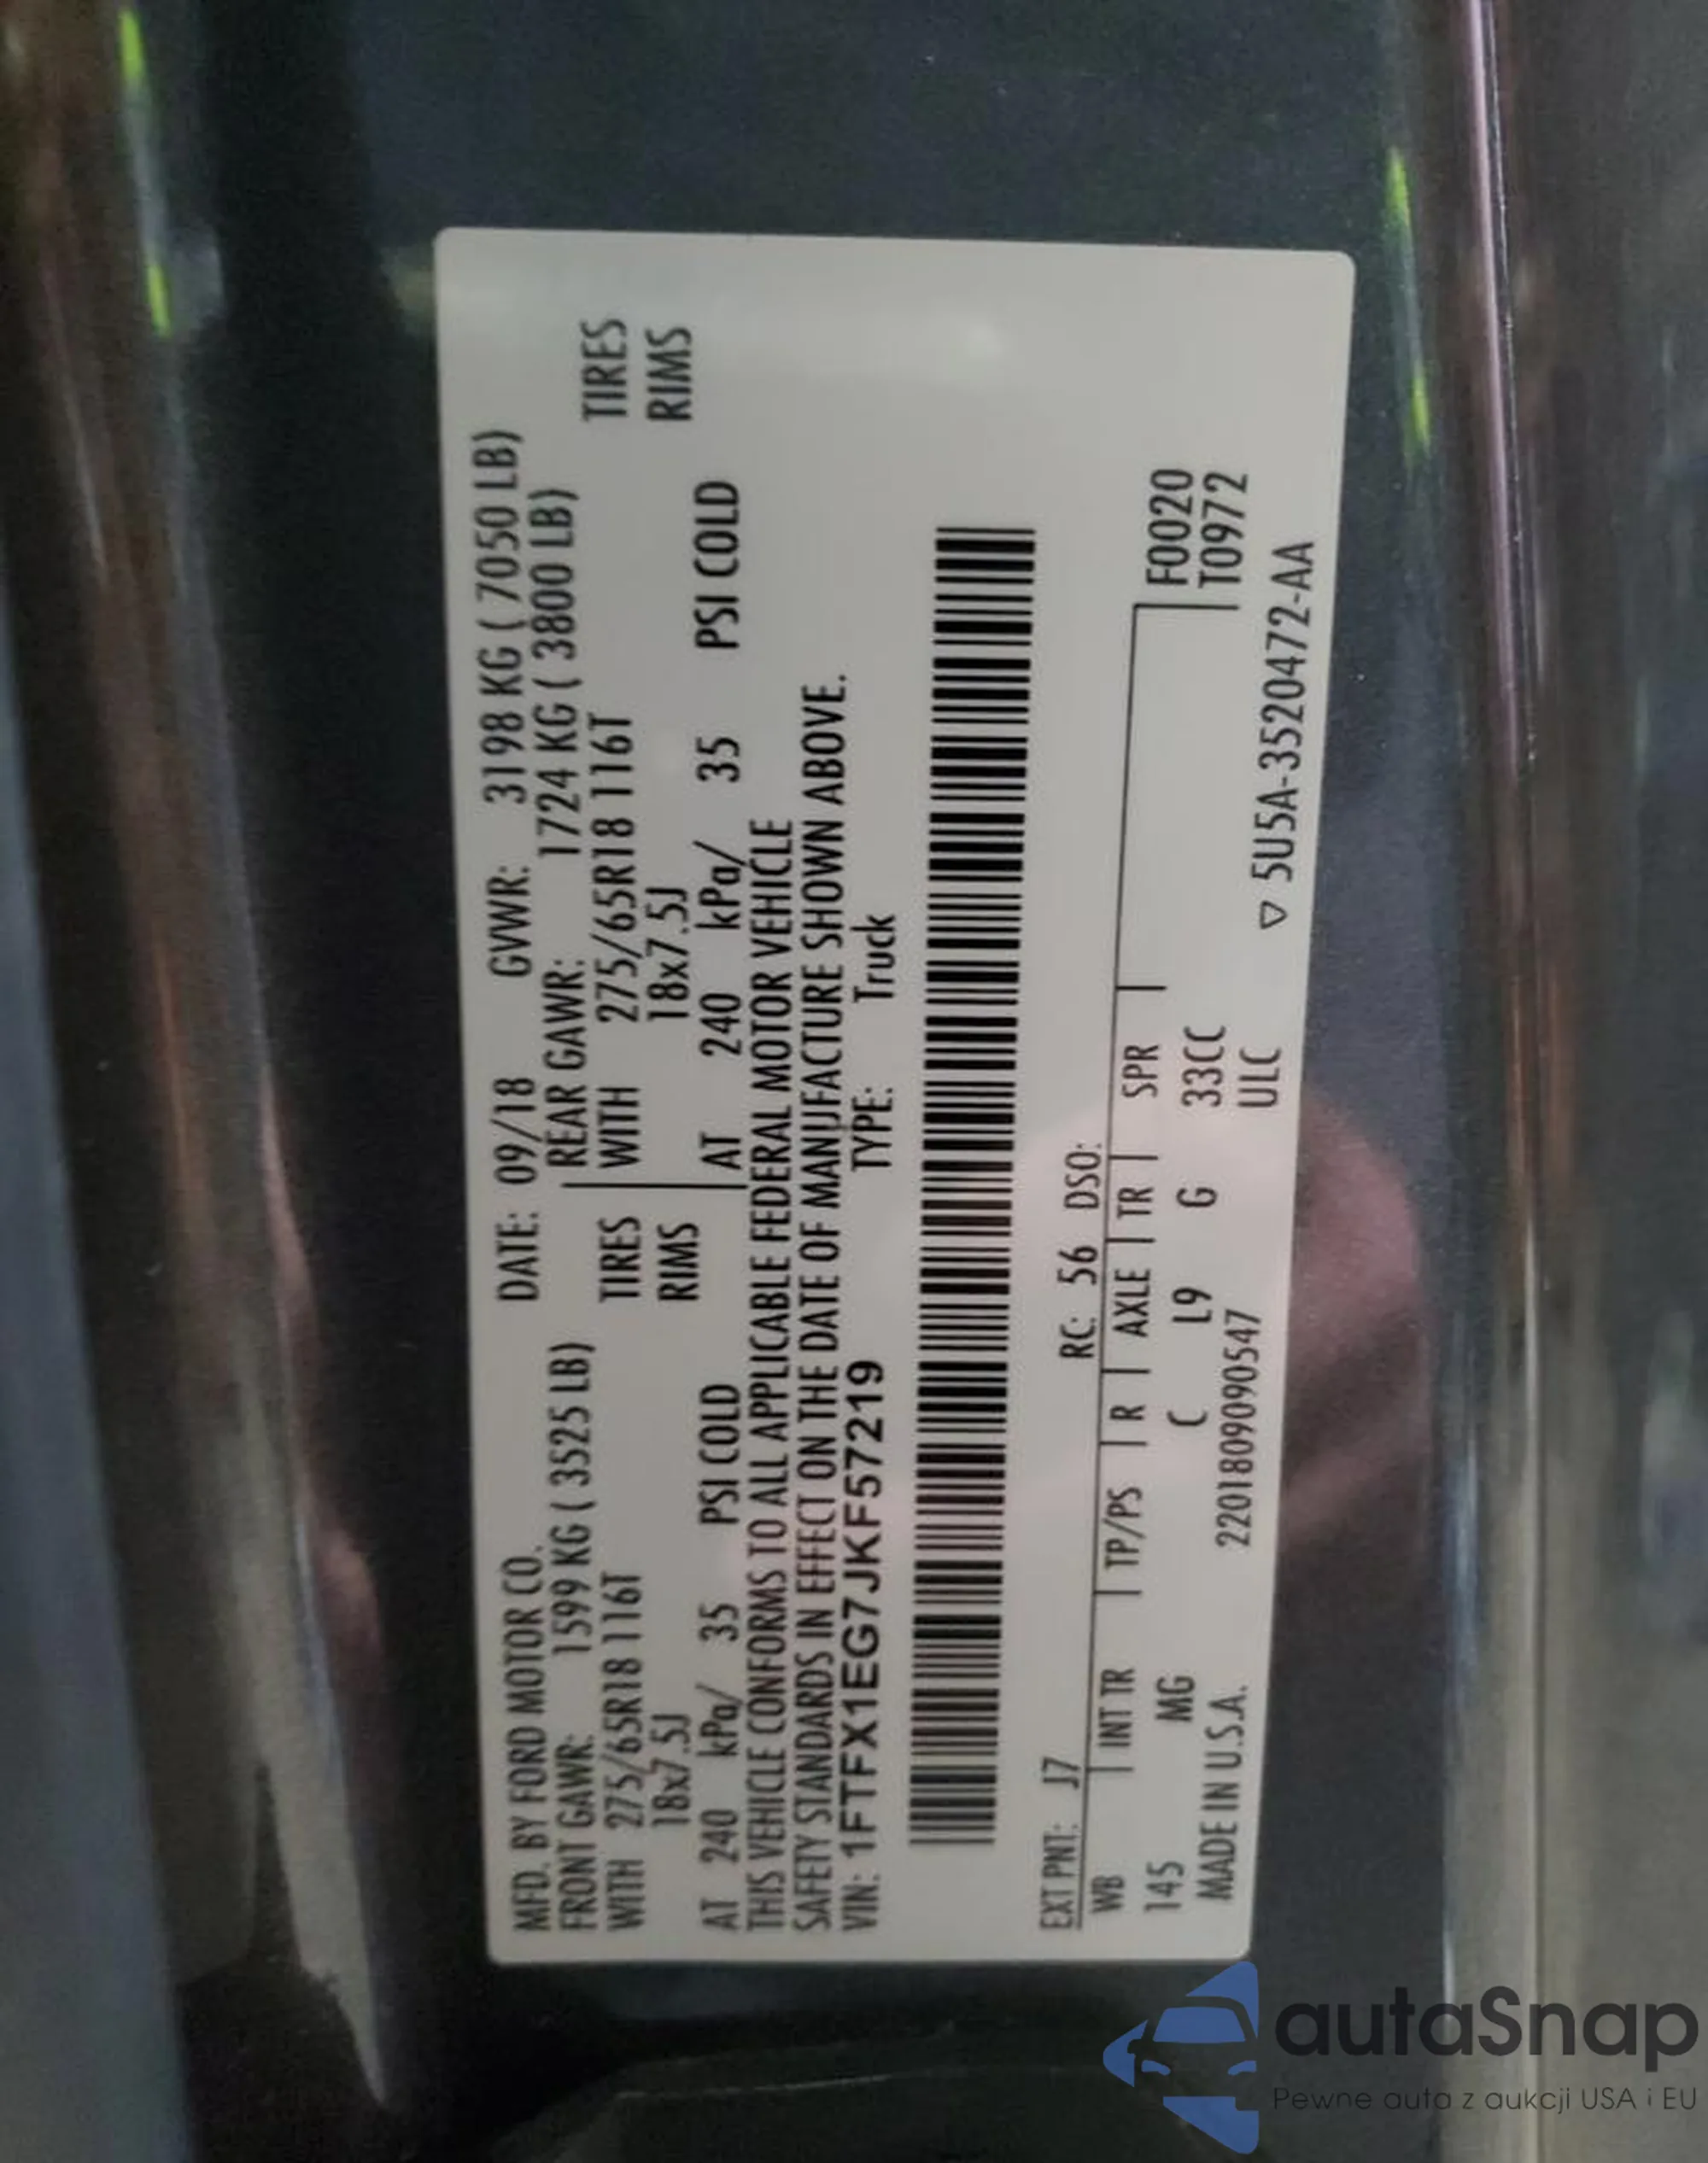 MFD. BY FORD MOTOR CO. DATE: 09/18 GVWR: 3198 KG ( 7050 LB)
FRONT GAWR: 1599 KG ( 3525 LB) REAR GAWR: 1724 KG ( 3800 LB)
WITH 275/65R18 116T TIRES WITH 275/65R18 116T TIRES
18x7.5J RIMS 18x7.5J RIMS
AT 240 kPa/ 35 PSI COLD AT 240 kPa/ 35 PSI COLD
THIS VEHICLE CONFORMS TO ALL APPLICABLE FEDERAL MOTOR VEHICLE
SAFETY STANDARDS IN EFFECT ON THE DATE OF MANUFACTURE SHOWN ABOVE.
VIN: 1FTFX1EG7JKF57219 TYPE: Truck
EXT PNT: J7 RC: 56 DSO:
WB INT TR TP/PS R AXLE TR SPR F0020
145 MG C L9 G 33CC T0972
MADE IN U.S.A. 2201809090547 ULC ▽ 5U5A-3520472-AA
autaSnap
Pewne auta z aukcji USA i EU